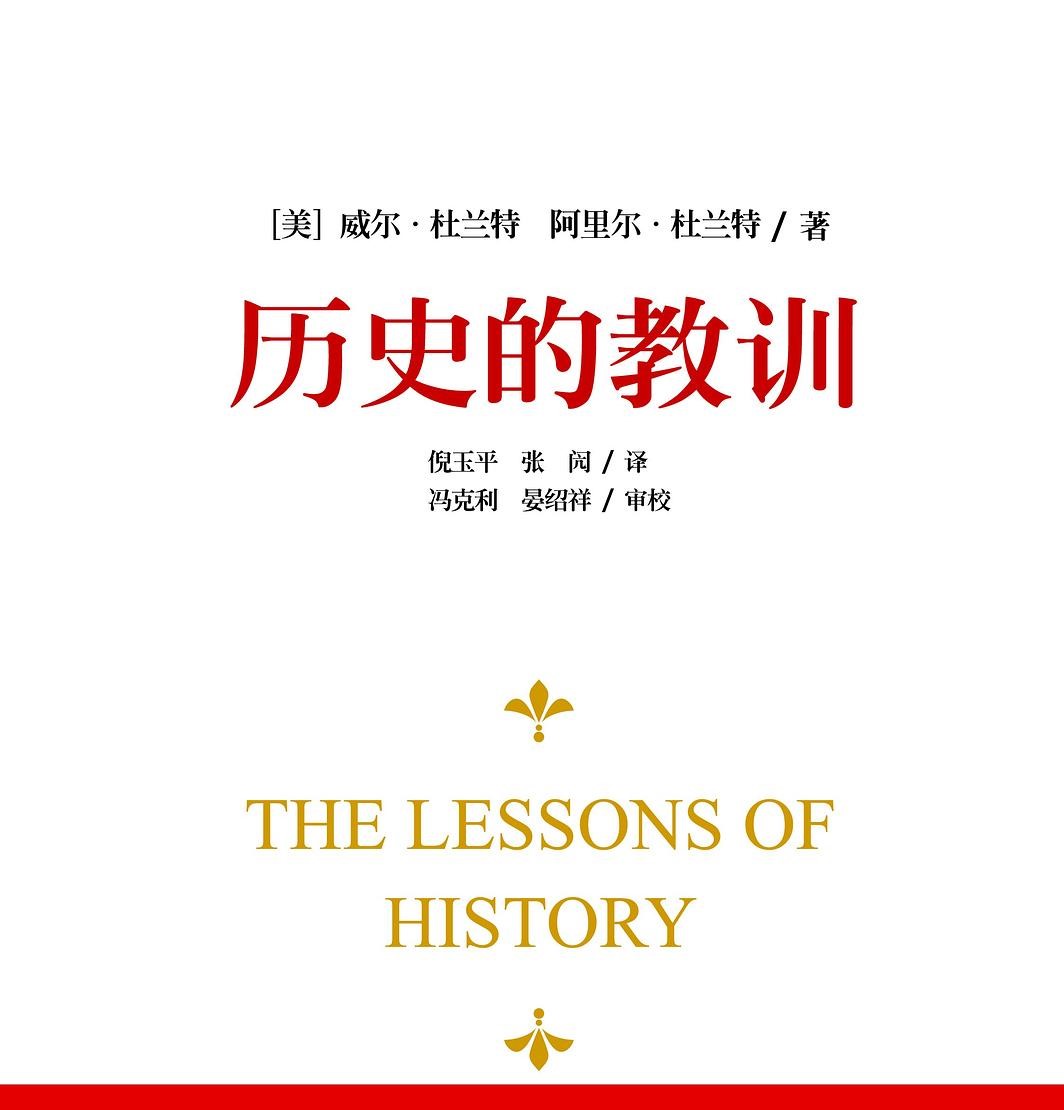 [美] 威尔·杜兰特 阿里尔·杜兰特 / 著
历史的教训
倪玉平 张 闶 / 译
冯克利 晏绍祥 / 审校
THE LESSONS OF
HISTORY